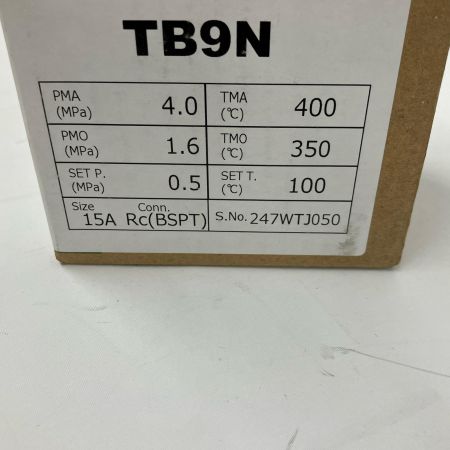 TB9N
PMA (MPa) 4.0 TMA (℃) 400
PMO (MPa) 1.6 TMO (℃) 350
SET P. (MPa) 0.5 SET T. (℃) 100
Size 15A Conn. Rc(BSPT) S.No. 247WTJ050